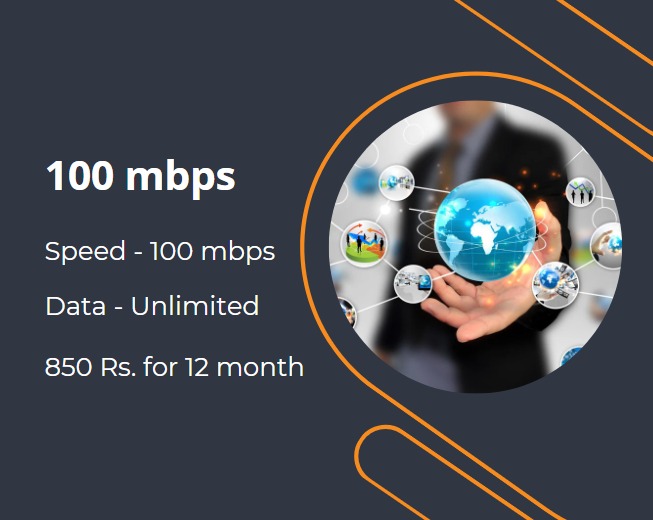 100 mbps
Speed - 100 mbps
Data - Unlimited
850 Rs. for 12 month